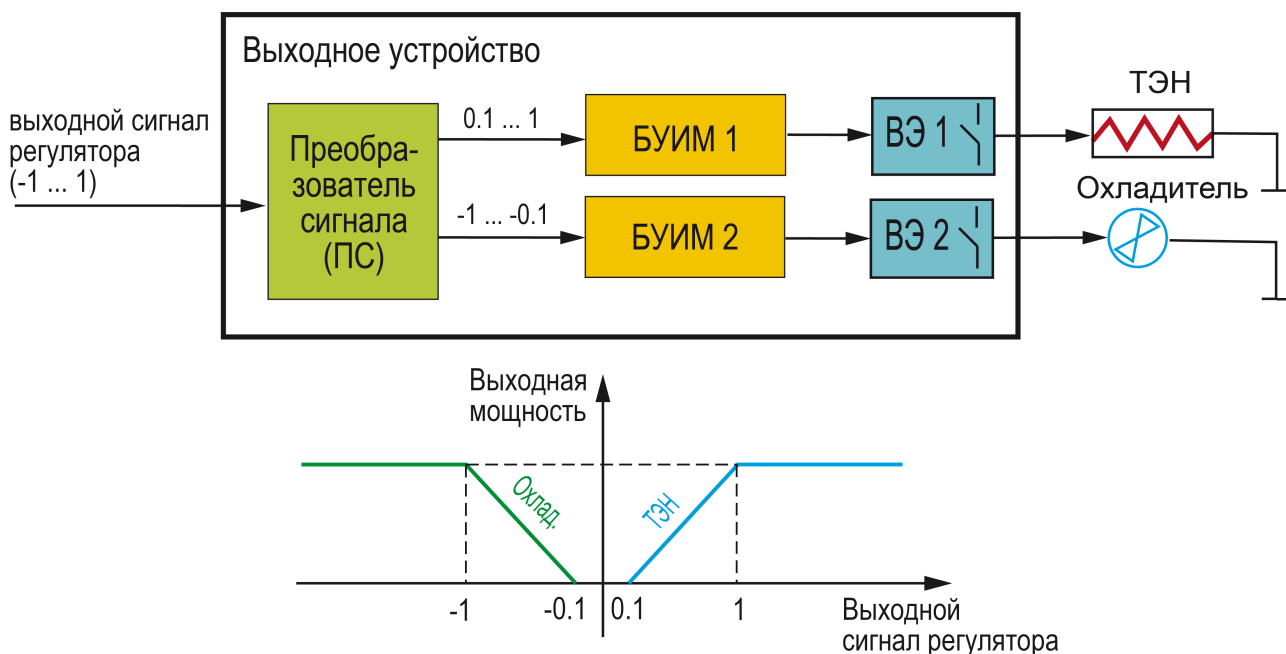 Выходное устройство
выходной сигнал
регулятора
(-1 ... 1)
Преобра-
зователь
сигнала
(ПС)
0.1 ... 1
-1 ... -0.1
БУИМ 1
БУИМ 2
ВЭ 1
ВЭ 2
ТЭН
Охладитель
Выходная
мощность
Охлад.
ТЭН
-1
-0.1
0.1
1
Выходной
сигнал регулятора